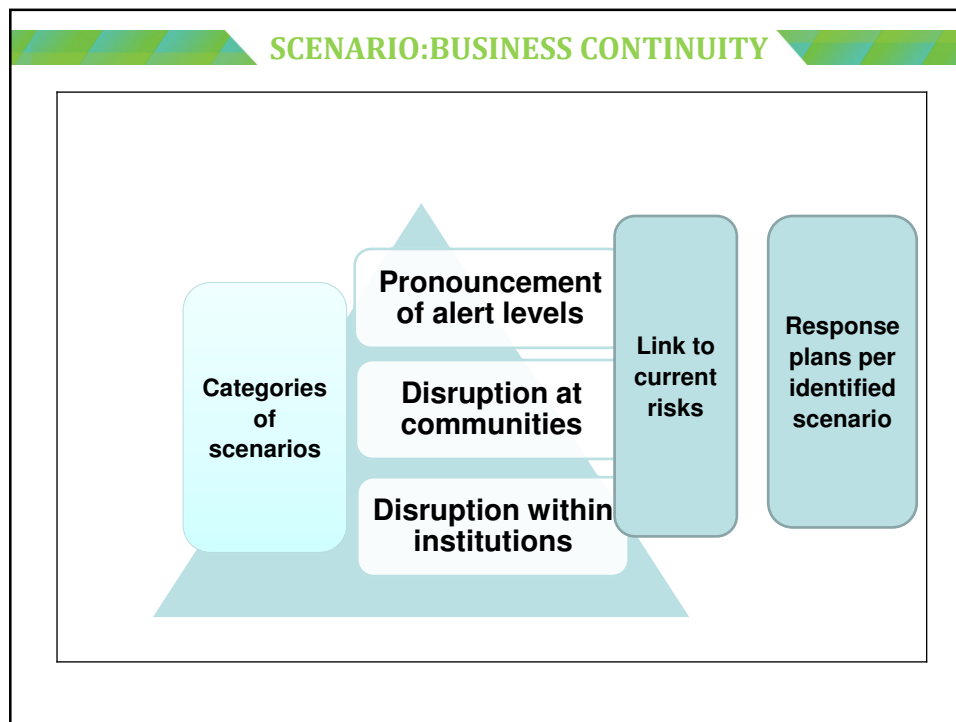 SCENARIO:BUSINESS CONTINUITY
Categories
of
scenarios
Pronouncement
of alert levels
Disruption at
communities
Disruption within
institutions
Link to
current
risks
Response
plans per
identified
scenario